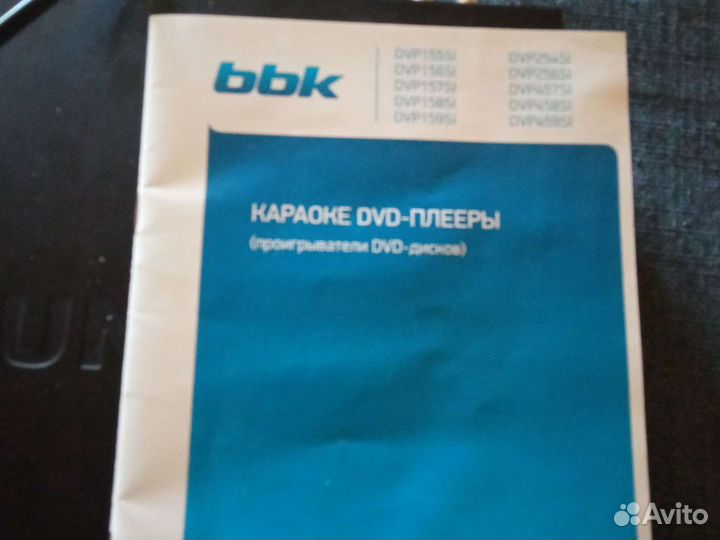 bbk
DVP155SI DVP254SI
DVP156SI DVP256SI
DVP157SI DVP457SI
DVP158SI DVP458SI
DVP159SI DVP459SI
КАРАОКЕ DVD-ПЛЕЕРЫ
(проигрыватели DVD-дисков)
Avito